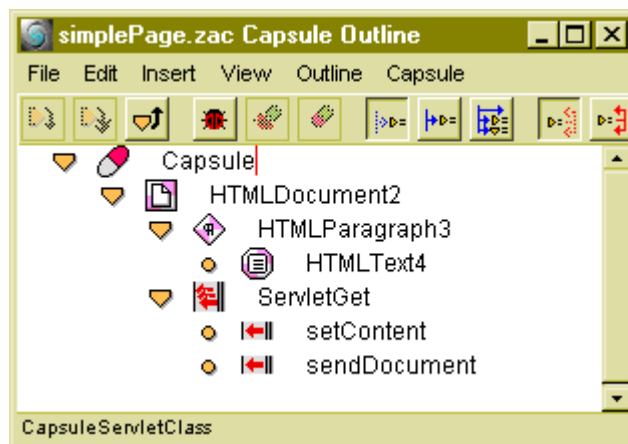 simplePage.zac Capsule Outline
File Edit Insert View Outline Capsule
Capsule
HTMLDocument2
HTMLParagraph3
HTMLText4
ServletGet
setContent
sendDocument
CapsuleServletClass